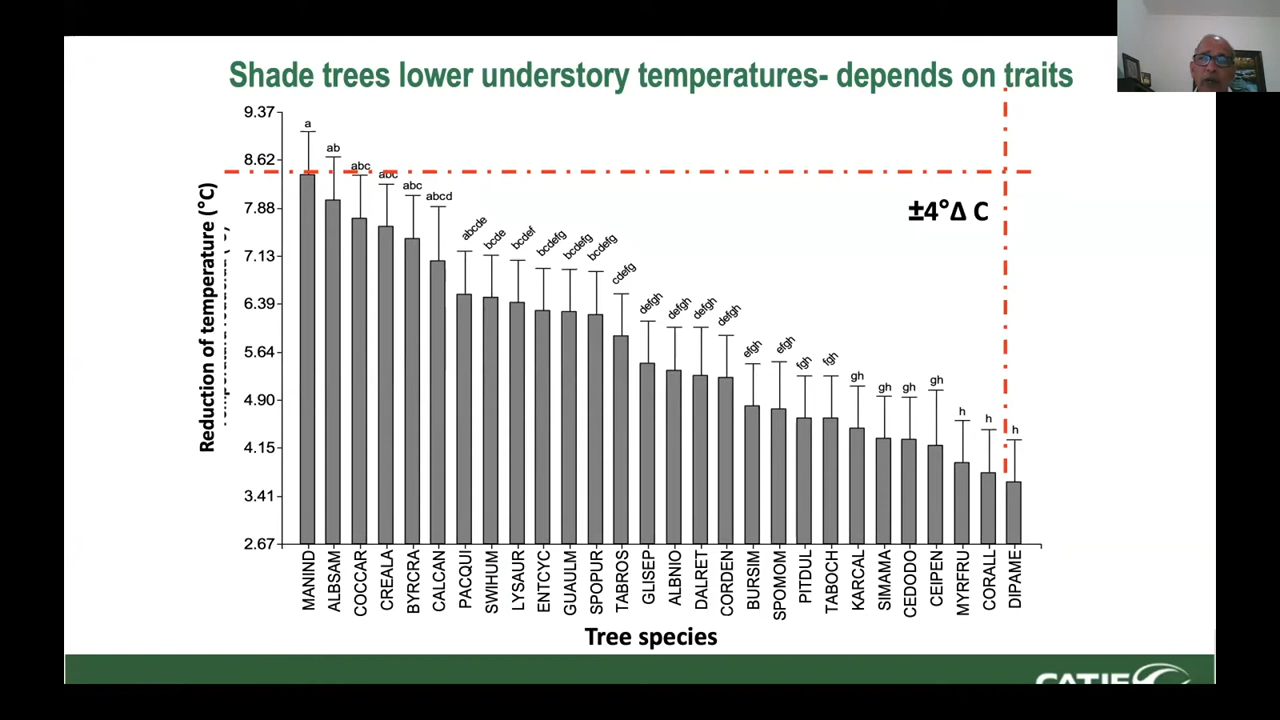 Shade trees lower understory temperatures- depends on traits
9.37
8.62
7.88
7.13
6.39
5.64
4.90
4.15
3.41
2.67
Reduction of temperature (°C)
a
ab
abc
abc
abc
abcd
abcde
bcde
bcdef
bcdefg
bcdefg
bcdefg
cdefg
defgh
defgh
defgh
defgh
efgh
efgh
fgh
fgh
gh
gh
gh
gh
h
h
h
±4°Δ C
MANIND
ALBSAM
COCCAR
CREALA
BYRCRA
CALCAN
PACQUI
SWIHUM
LYSAUR
ENTCYC
GUAULM
SPOPUR
TABROS
GLISEP
ALBNIO
DALRET
CORDEN
BURSIM
SPOMOM
PITDUL
TABOCH
KARCAL
SIMAMA
CEDODO
CEIPEN
MYRFRU
CORALL
DIPAME
Tree species
CATIE